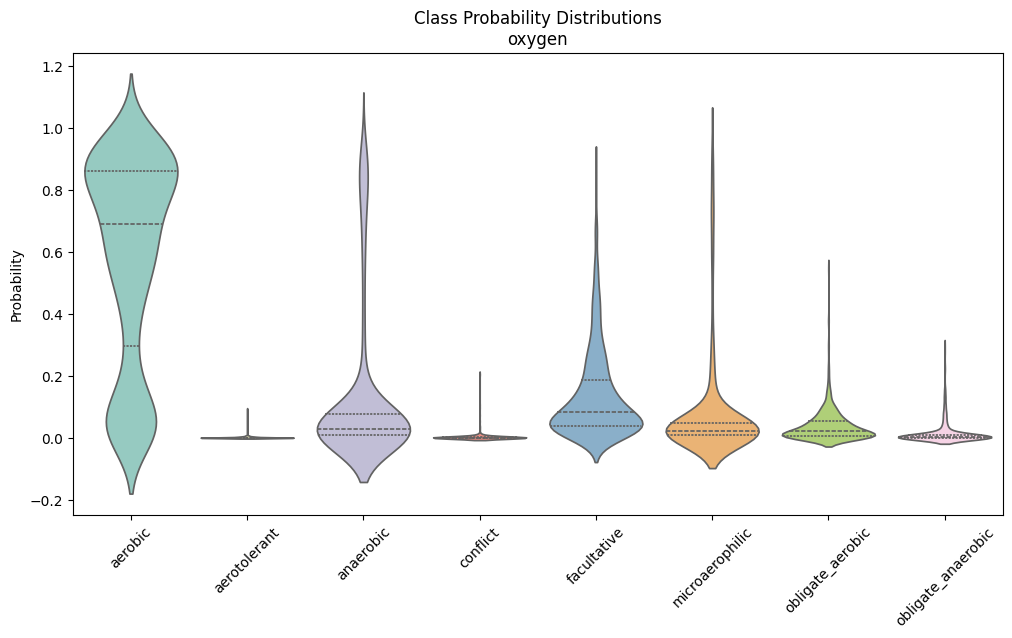 Class Probability Distributions
oxygen
Probability
1.2
1.0
0.8
0.6
0.4
0.2
0.0
−0.2
aerobic
aerotolerant
anaerobic
conflict
facultative
microaerophilic
obligate_aerobic
obligate_anaerobic